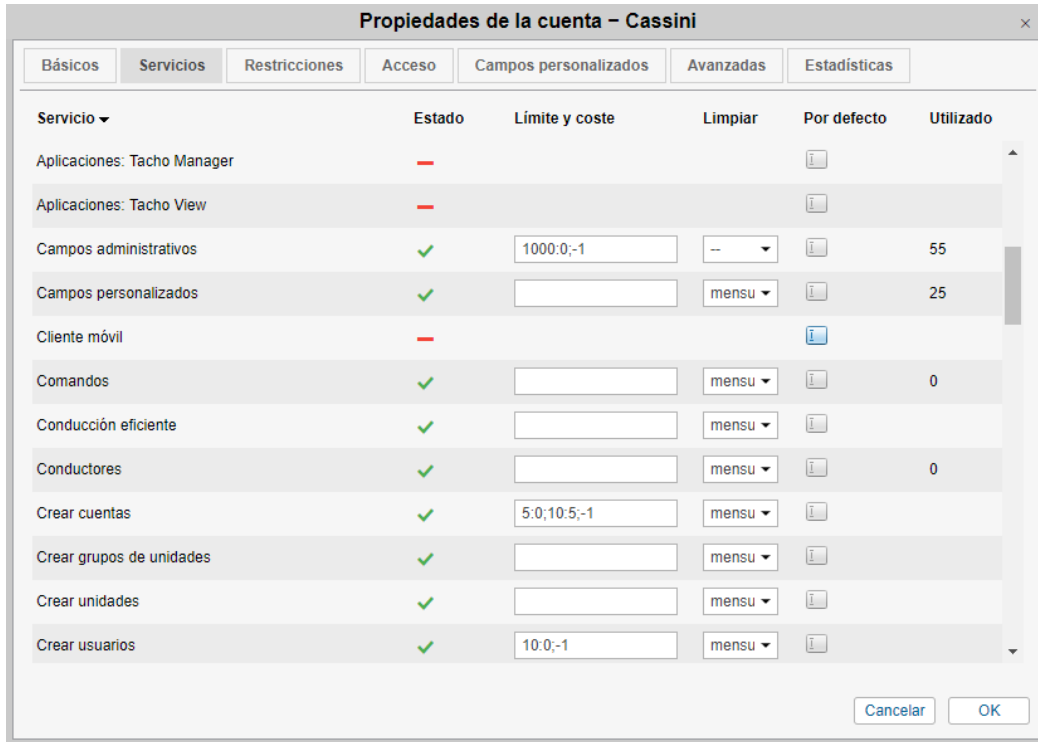 Propiedades de la cuenta – Cassini ×
Básicos Servicios Restricciones Acceso Campos personalizados Avanzadas Estadísticas
Servicio Estado Límite y coste Limpiar Por defecto Utilizado
Aplicaciones: Tacho Manager
Aplicaciones: Tacho View
Campos administrativos 1000:0;-1 -- 55
Campos personalizados mensu 25
Cliente móvil
Comandos mensu 0
Conducción eficiente mensu
Conductores mensu 0
Crear cuentas 5:0;10:5;-1 mensu
Crear grupos de unidades mensu
Crear unidades mensu
Crear usuarios 10:0;-1 mensu
Cancelar OK